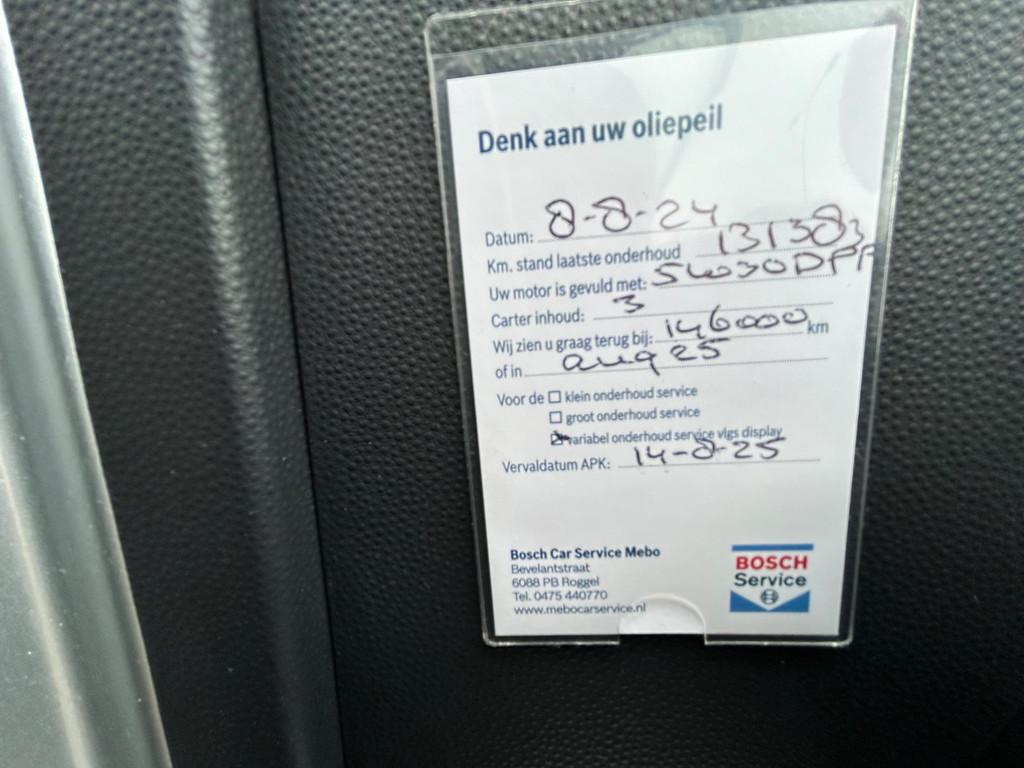 Denk aan uw oliepeil
Datum: 8-8-24
Km. stand laatste onderhoud 131383
Uw motor is gevuld met: 5W30DPF
Carter inhoud: 3
Wij zien u graag terug bij: 146000 km
of in aug 25
Voor de ☐ klein onderhoud service
☐ groot onderhoud service
☒ variabel onderhoud service vlgs display
Vervaldatum APK: 14-8-25
Bosch Car Service Mebo
Bevelantstraat
6088 PB Roggel
Tel. 0475 440770
www.mebocarservice.nl
BOSCH
Service